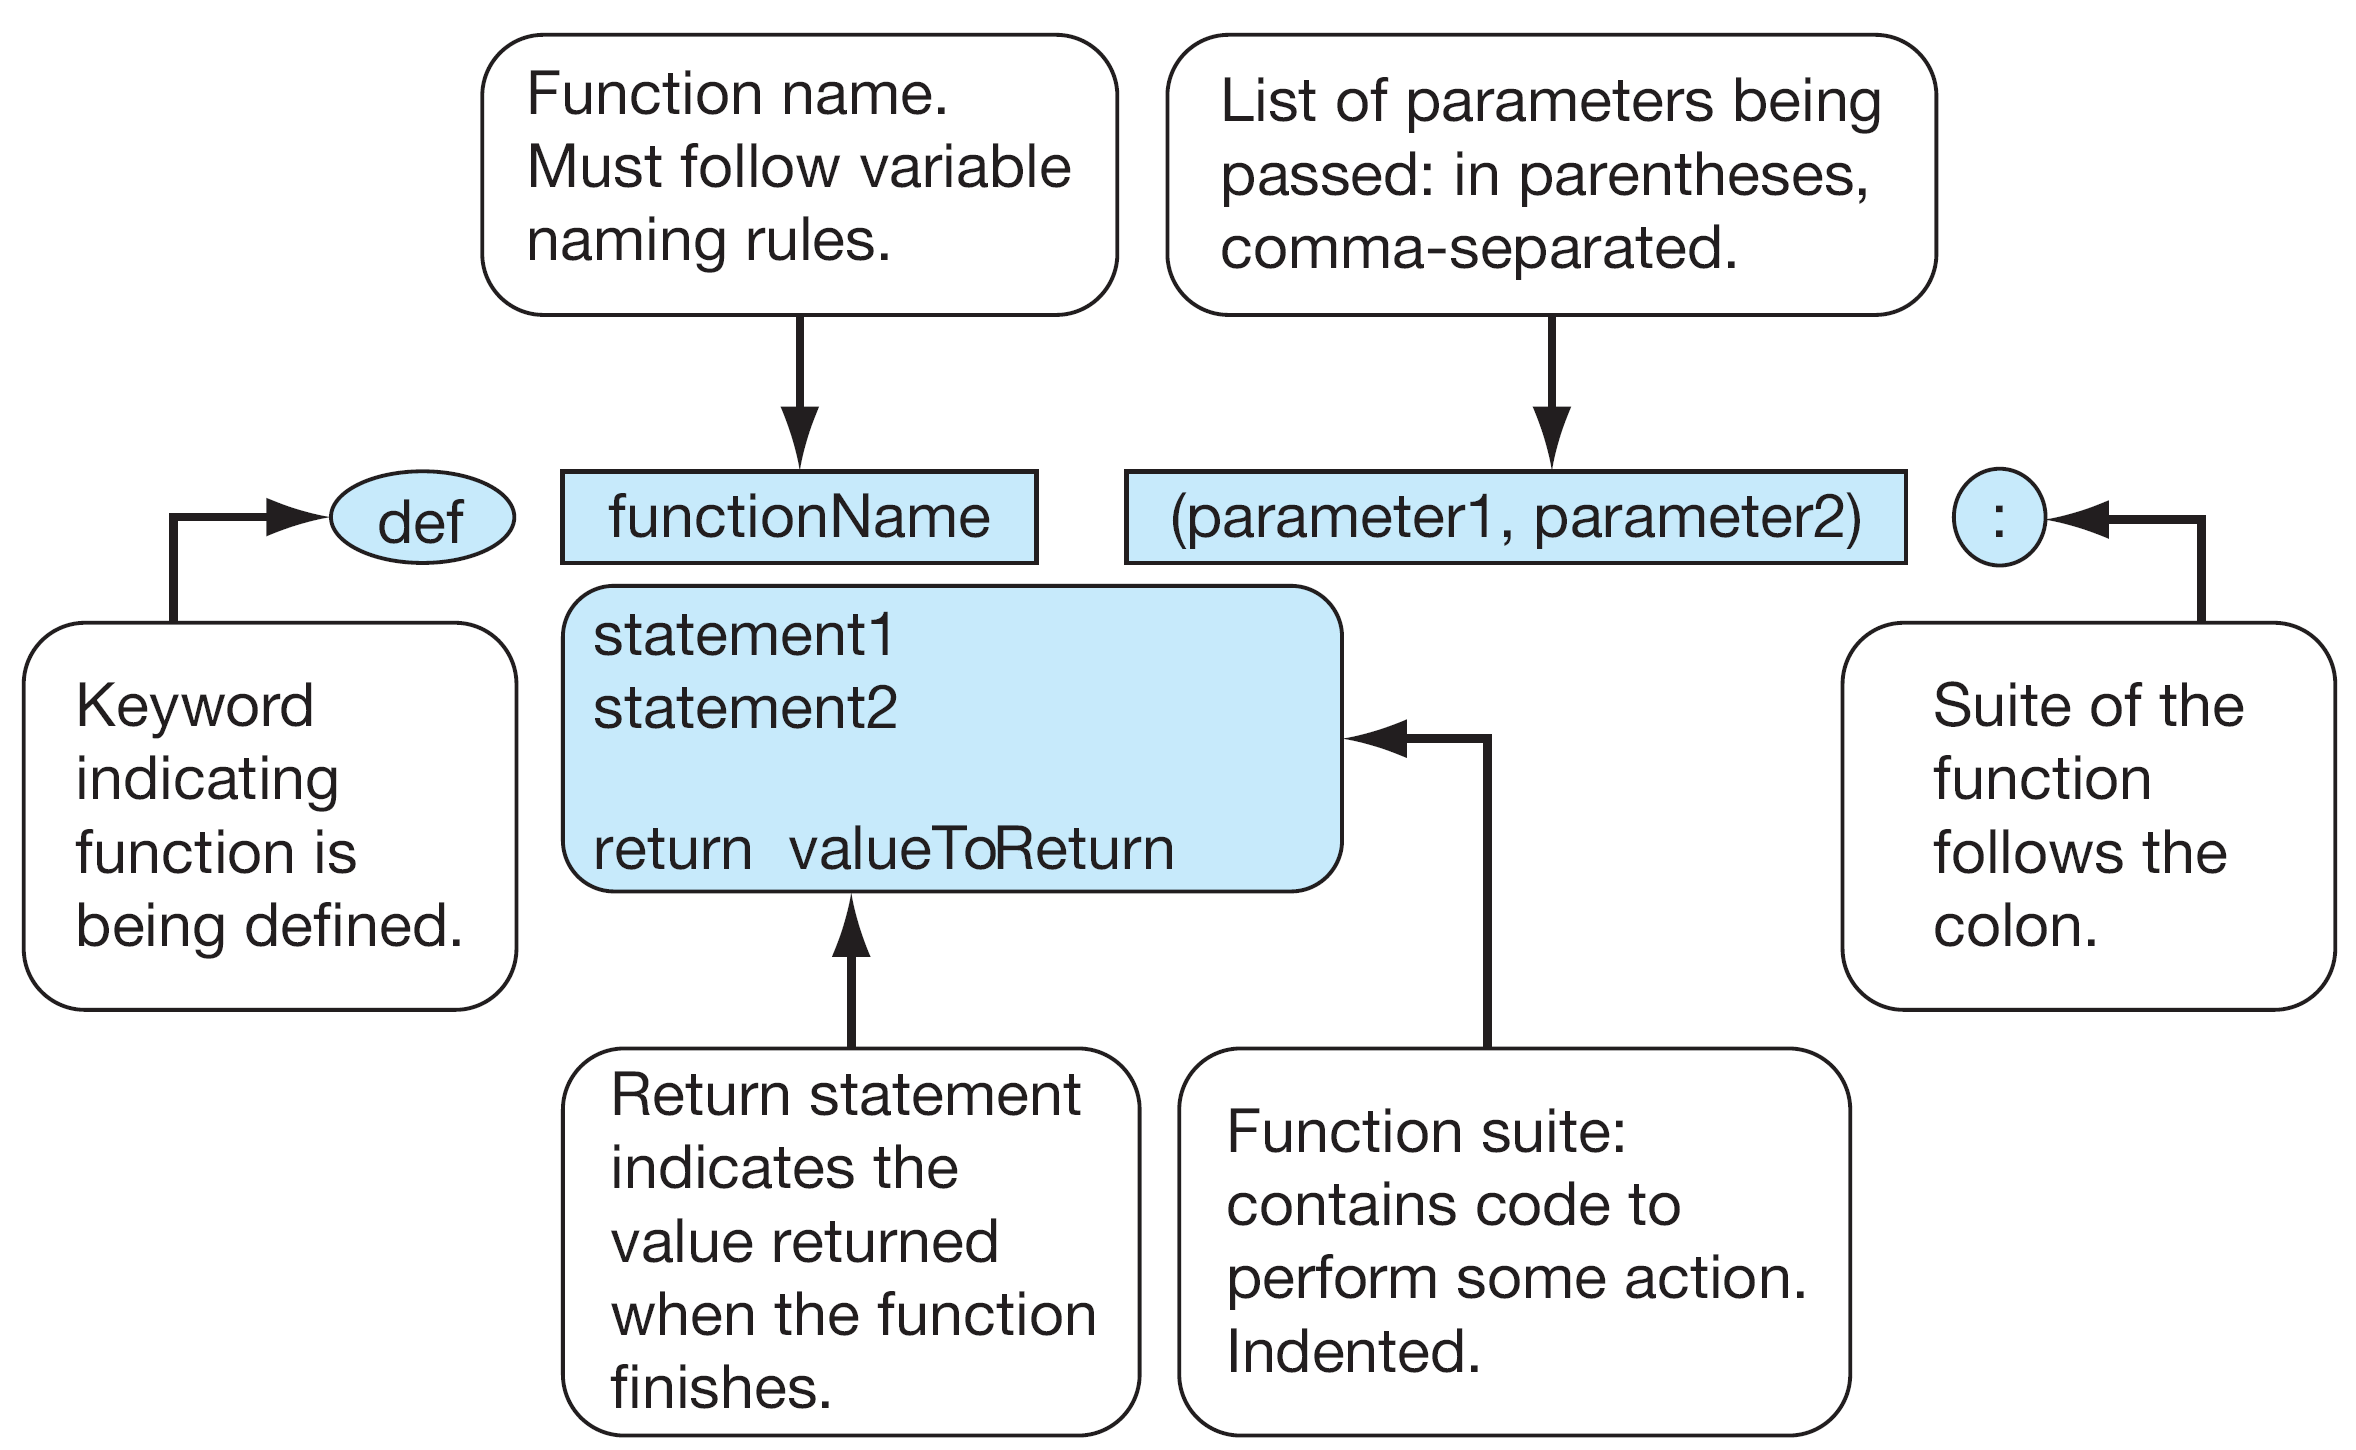 Function name.
Must follow variable
naming rules.
List of parameters being
passed: in parentheses,
comma-separated.
def functionName (parameter1, parameter2) :
statement1
statement2
return valueToReturn
Keyword
indicating
function is
being defined.
Suite of the
function
follows the
colon.
Return statement
indicates the
value returned
when the function
finishes.
Function suite:
contains code to
perform some action.
Indented.